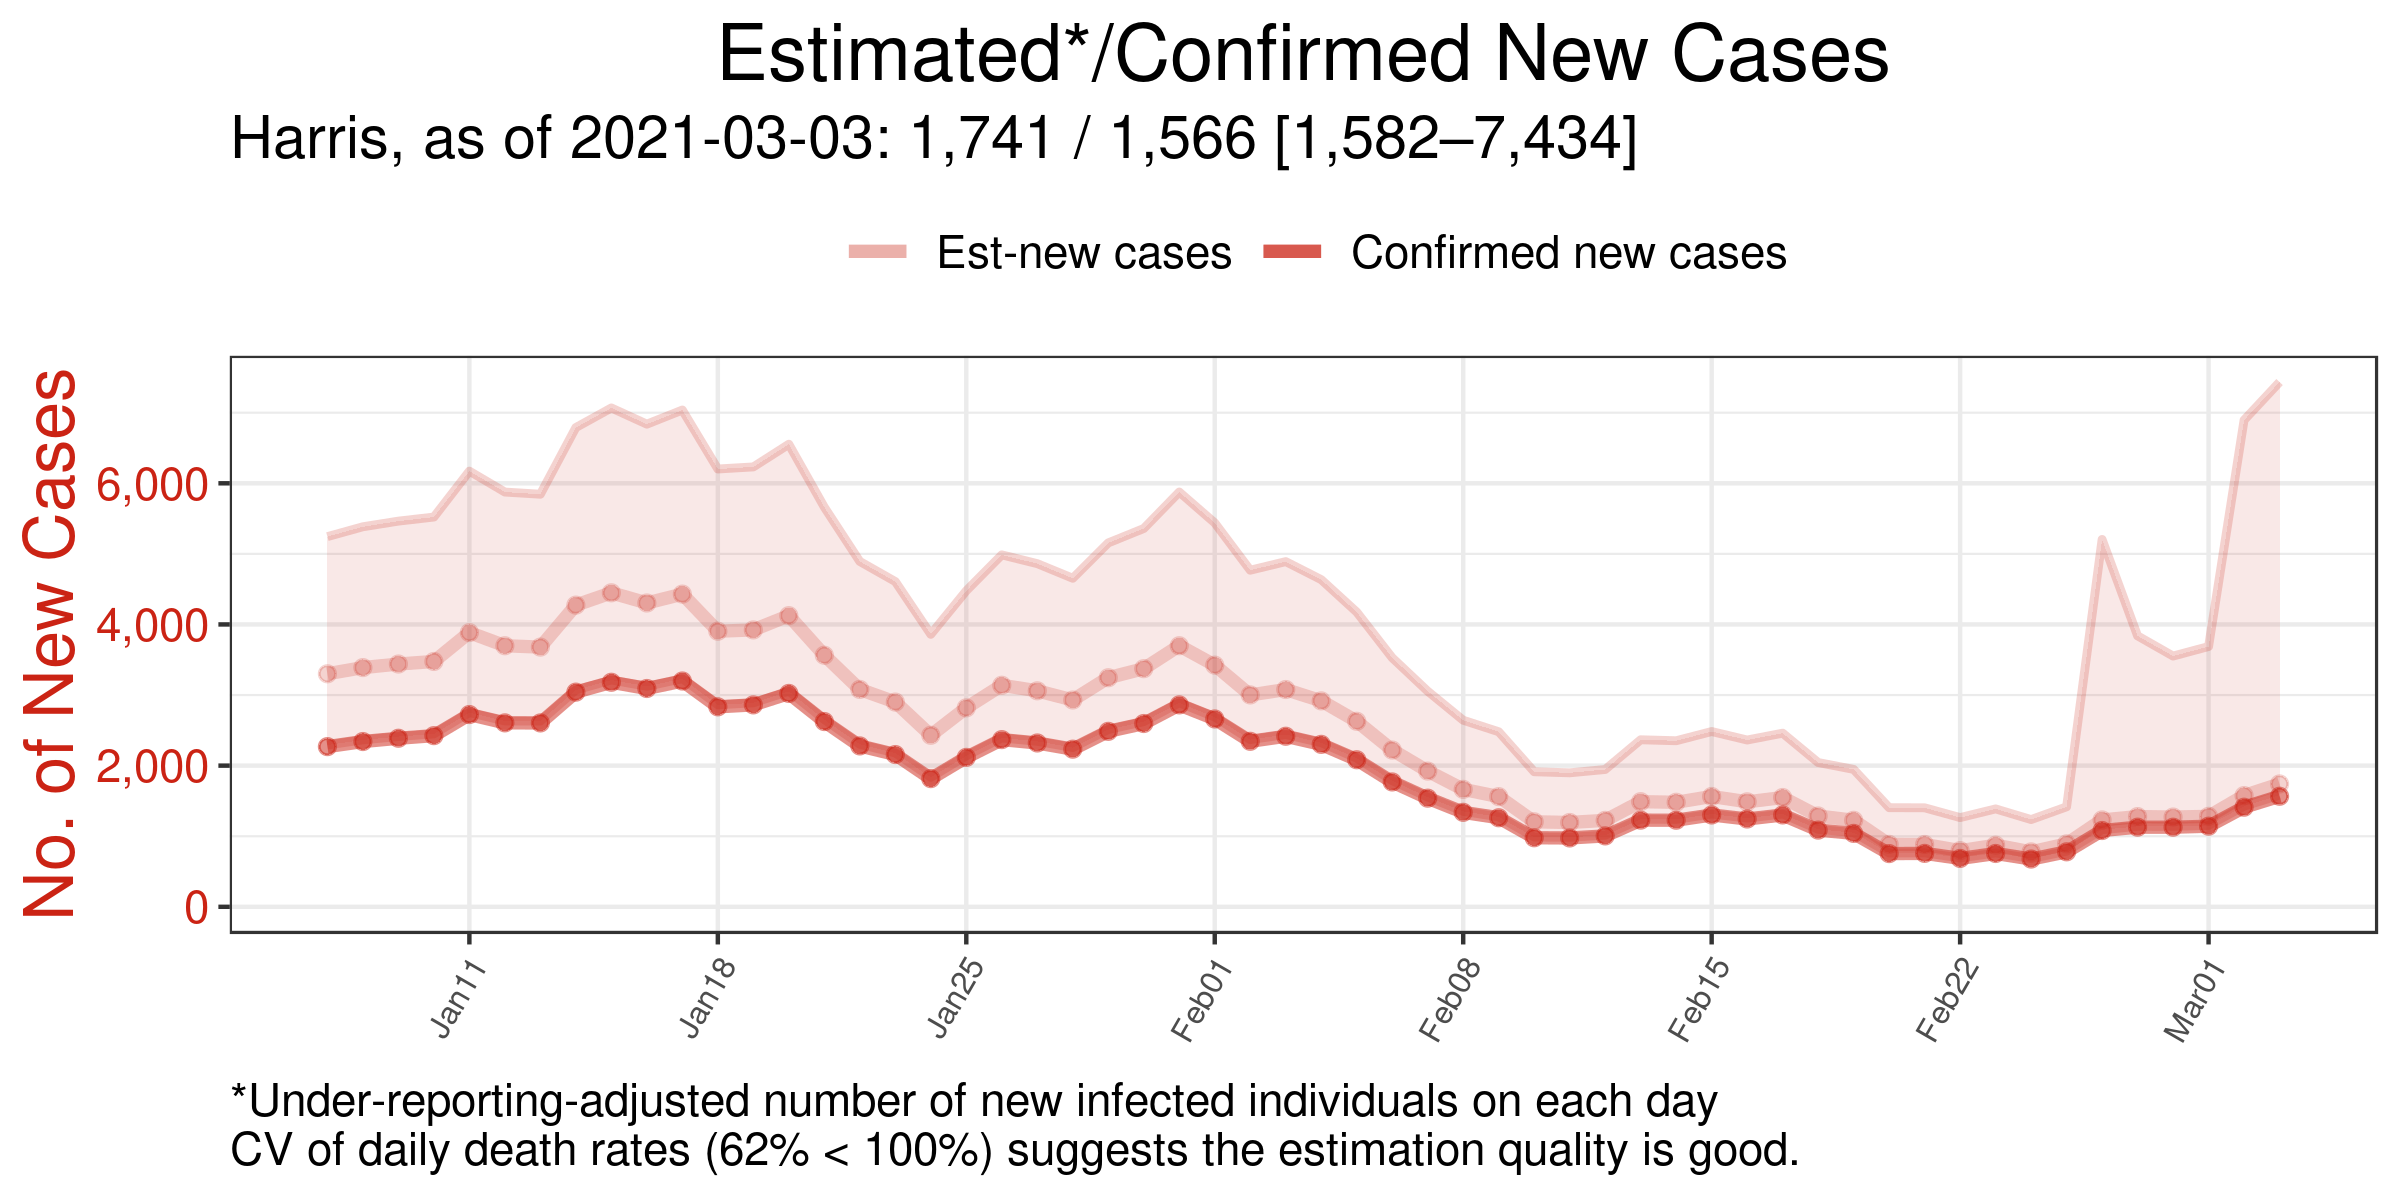 Estimated*/Confirmed New Cases
Harris, as of 2021-03-03: 1,741 / 1,566 [1,582–7,434]
Est-new cases
Confirmed new cases
No. of New Cases
6,000
4,000
2,000
0
Jan11
Jan18
Jan25
Feb01
Feb08
Feb15
Feb22
Mar01
*Under-reporting-adjusted number of new infected individuals on each day
CV of daily death rates (62% < 100%) suggests the estimation quality is good.